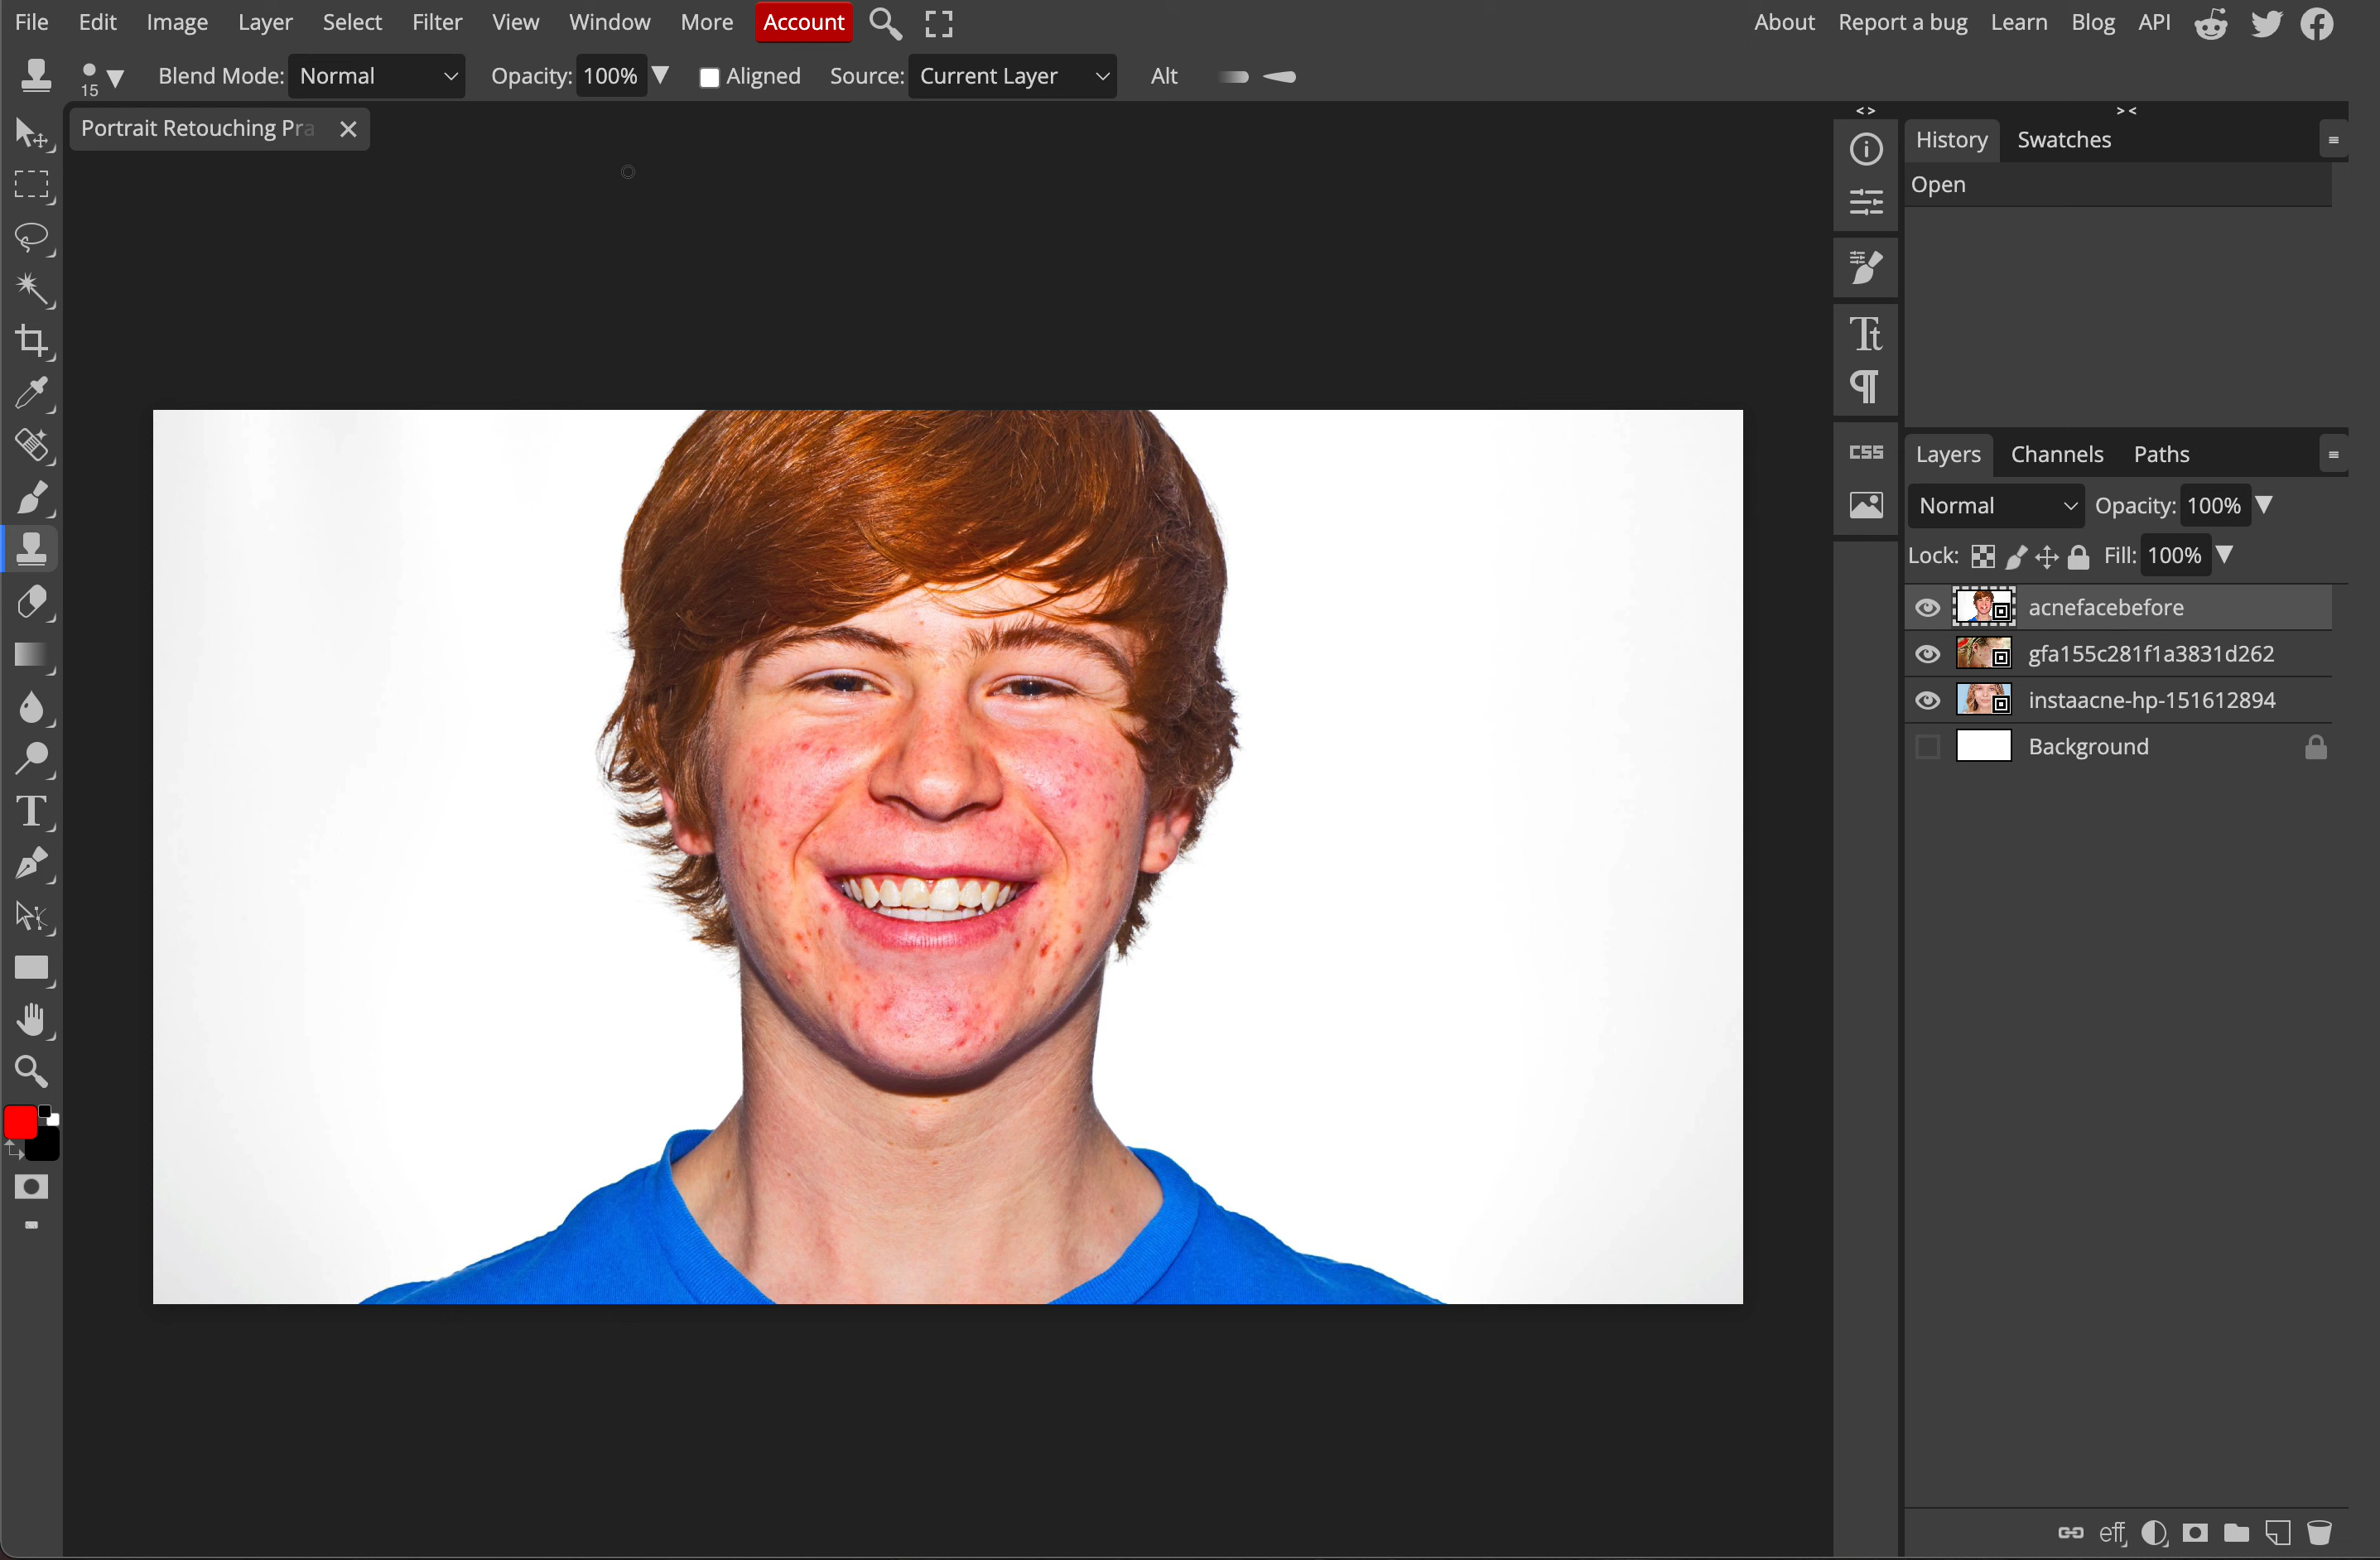 File Edit Image Layer Select Filter View Window More Account About Report a bug Learn Blog API
15 Blend Mode: Normal Opacity: 100% Aligned Source: Current Layer Alt
Portrait Retouching Pra
< > > <
History Swatches
Open
CSS
Layers Channels Paths
Normal Opacity: 100%
Lock: Fill: 100%
acnefacebefore
gfa155c281f1a3831d262
instaacne-hp-151612894
Background
eff